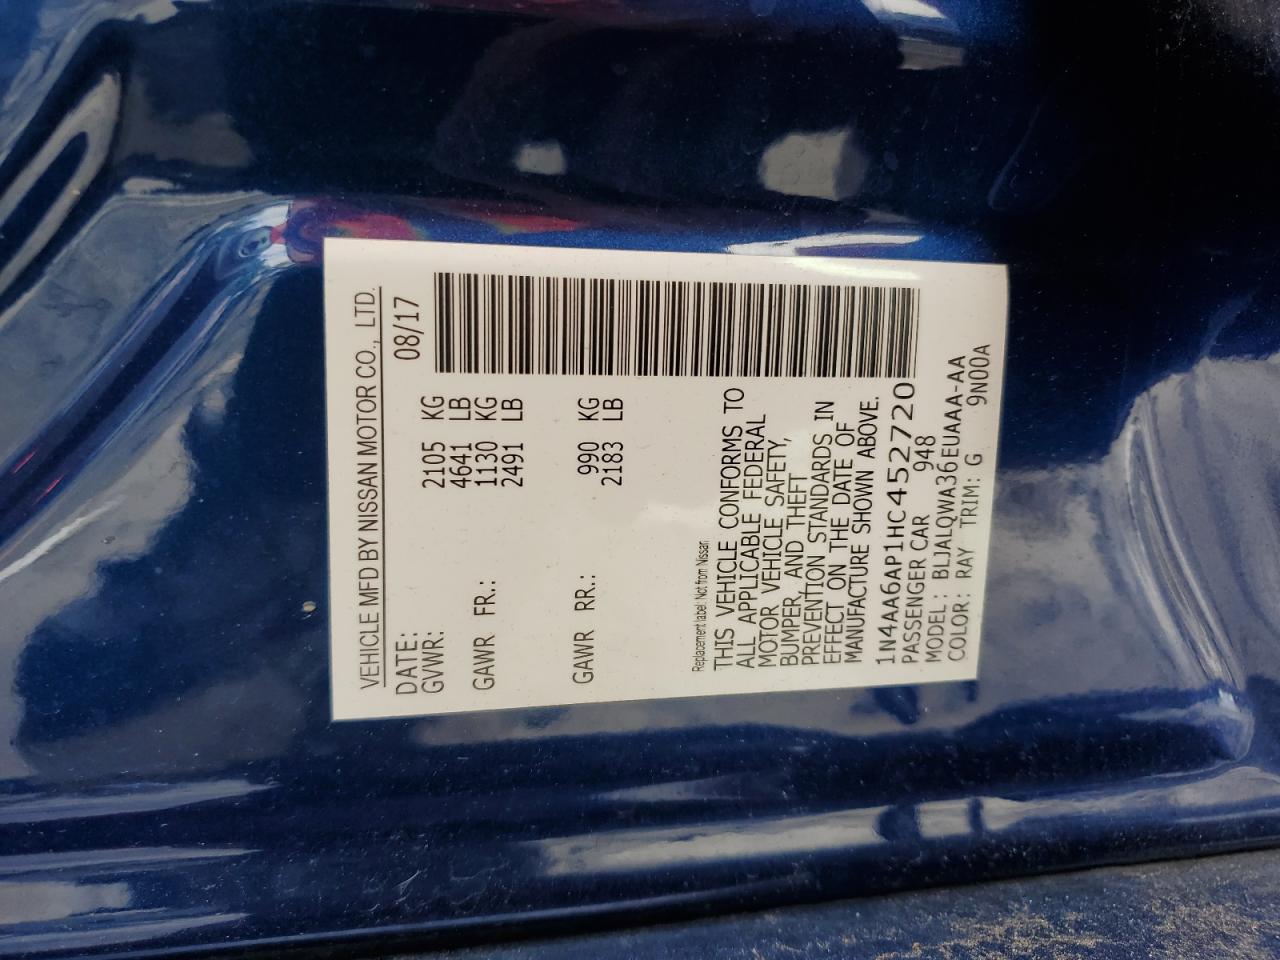 VEHICLE MFD BY NISSAN MOTOR CO., LTD.
DATE: 08/17
GVWR: 2105 KG
4641 LB
GAWR FR.: 1130 KG
2491 LB
GAWR RR.: 990 KG
2183 LB
Replacement label: Not from Nissan
THIS VEHICLE CONFORMS TO
ALL APPLICABLE FEDERAL
MOTOR VEHICLE SAFETY,
BUMPER, AND THEFT
PREVENTION STANDARDS IN
EFFECT ON THE DATE OF
MANUFACTURE SHOWN ABOVE.
1N4AA6AP1HC452720
PASSENGER CAR 948
MODEL: BLJALQWA36EUAAA-AA
COLOR: RAY TRIM: G 9N00A